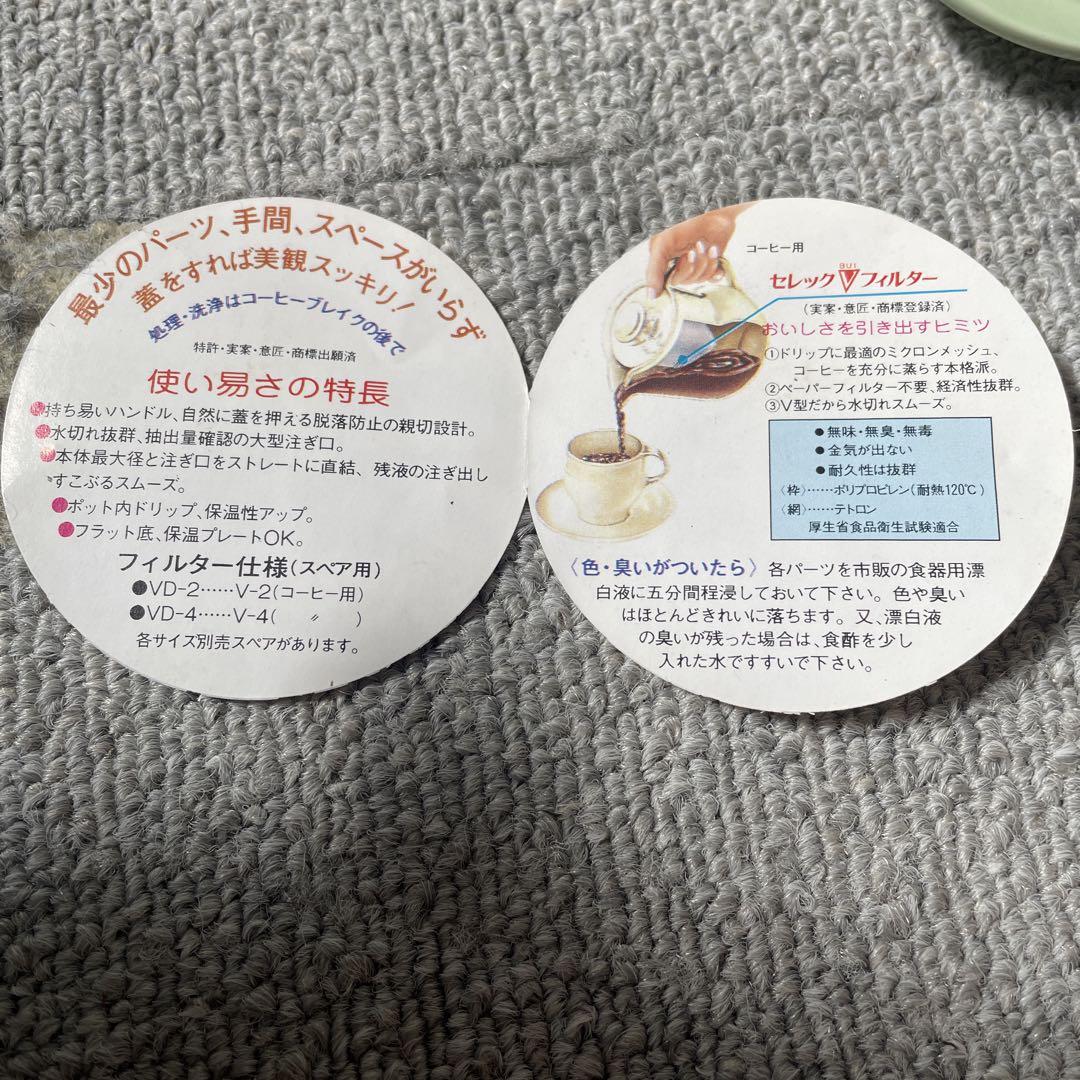 最少のパーツ、手間、スペースがいらず
蓋をすれば美観スッキリ!
処理・洗浄はコーヒーブレイクの後で
特許・実案・意匠・商標出願済
使い易さの特長
●持ち易いハンドル、自然に蓋を押える脱落防止の親切設計。
●水切れ抜群、抽出量確認の大型注ぎ口。
●本体最大径と注ぎ口をストレートに直結、残液の注ぎ出し
すこぶるスムーズ。
●ポット内ドリップ、保温性アップ。
●フラット底、保温プレートOK。
フィルター仕様(スペア用)
●VD-2……V-2(コーヒー用)
●VD-4……V-4( 〃 )
各サイズ別売スペアがあります。
コーヒー用
セレックVフィルター
(実案・意匠・商標登録済)
おいしさを引き出すヒミツ
①ドリップに最適のミクロンメッシュ、
コーヒーを充分に蒸らす本格派。
②ペーパーフィルター不要、経済性抜群。
③V型だから水切れスムーズ。
●無味・無臭・無毒
●金気が出ない
●耐久性は抜群
〈枠〉……ポリプロピレン(耐熱120℃)
〈網〉……テトロン
厚生省食品衛生試験適合
〈色・臭いがついたら〉各パーツを市販の食器用漂
白液に五分間程浸しておいて下さい。色や臭い
はほとんどきれいに落ちます。又、漂白液
の臭いが残った場合は、食酢を少し
入れた水ですすいで下さい。